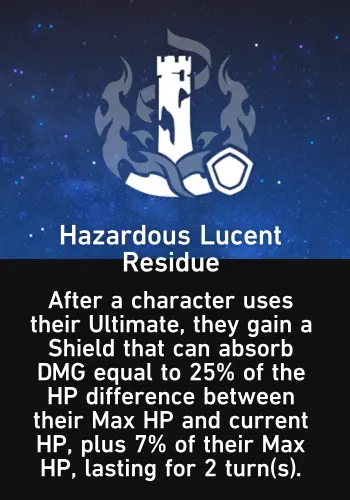 Hazardous Lucent
Residue
After a character uses
their Ultimate, they gain a
Shield that can absorb
DMG equal to 25% of the
HP difference between
their Max HP and current
HP, plus 7% of their Max
HP, lasting for 2 turn(s).